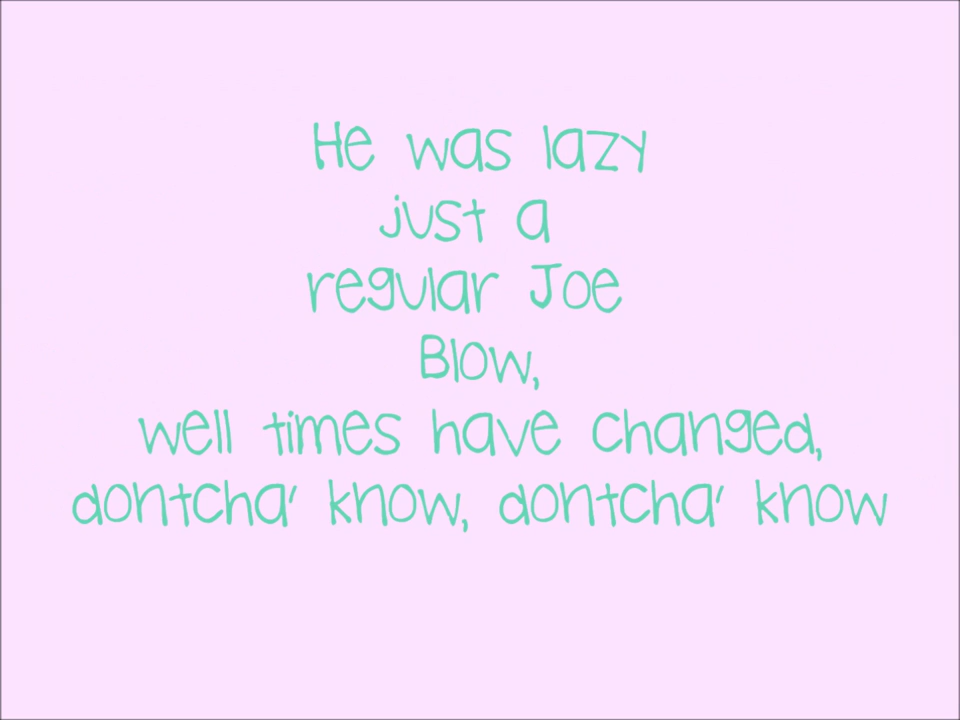 He was lazy
just a
regular Joe
Blow,
well times have changed,
dontcha' know, dontcha' know